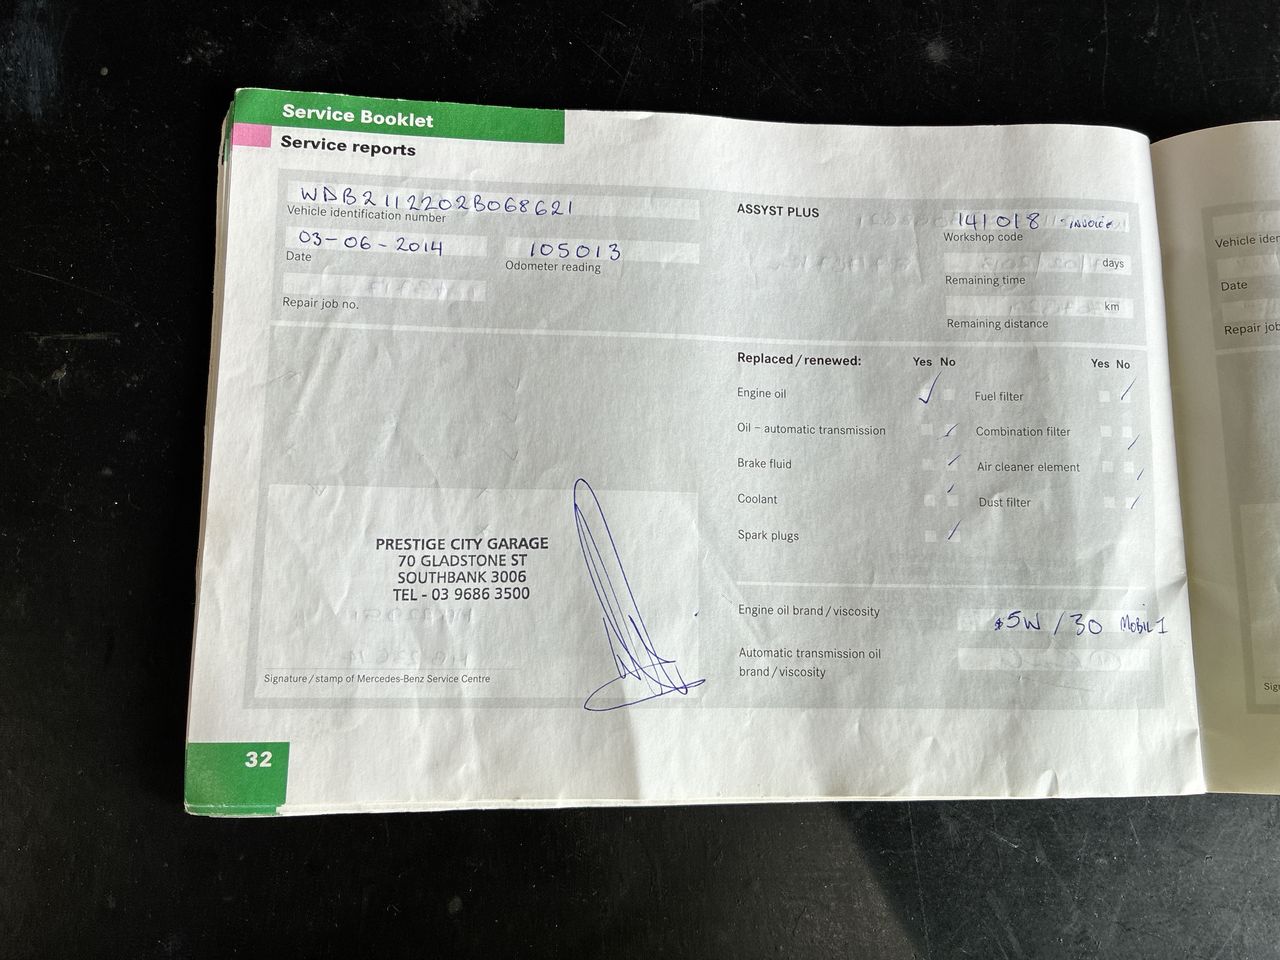 Service Booklet
Service reports
WDB2112202B068621
Vehicle identification number
03-06-2014
Date
105013
Odometer reading
Repair job no.
ASSYST PLUS
141018 - INVOICE
Workshop code
days
Remaining time
km
Remaining distance
Replaced / renewed: Yes No Yes No
Engine oil
Fuel filter
Oil – automatic transmission
Combination filter
Brake fluid
Air cleaner element
Coolant
Dust filter
Spark plugs
PRESTIGE CITY GARAGE
70 GLADSTONE ST
SOUTHBANK 3006
TEL - 03 9686 3500
Signature / stamp of Mercedes-Benz Service Centre
Engine oil brand / viscosity
5W / 30 MOBIL 1
Automatic transmission oil
brand / viscosity
32
Vehicle ider
Date
Repair job